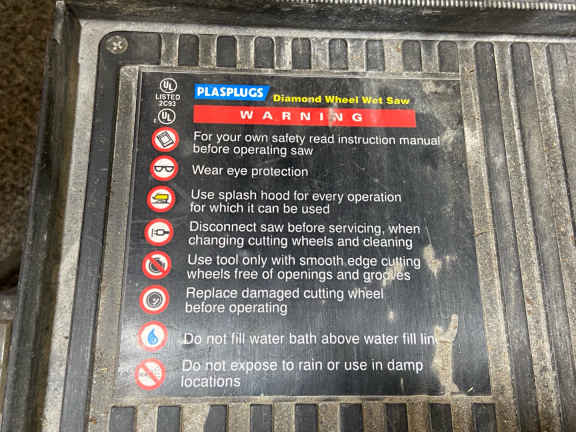 UL
LISTED
2C93
UL
PLASPLUGS Diamond Wheel Wet Saw
WARNING
For your own safety read instruction manual
before operating saw
Wear eye protection
Use splash hood for every operation
for which it can be used
Disconnect saw before servicing, when
changing cutting wheels and cleaning
Use tool only with smooth edge cutting
wheels free of openings and grooves
Replace damaged cutting wheel
before operating
Do not fill water bath above water fill lin
Do not expose to rain or use in damp
locations